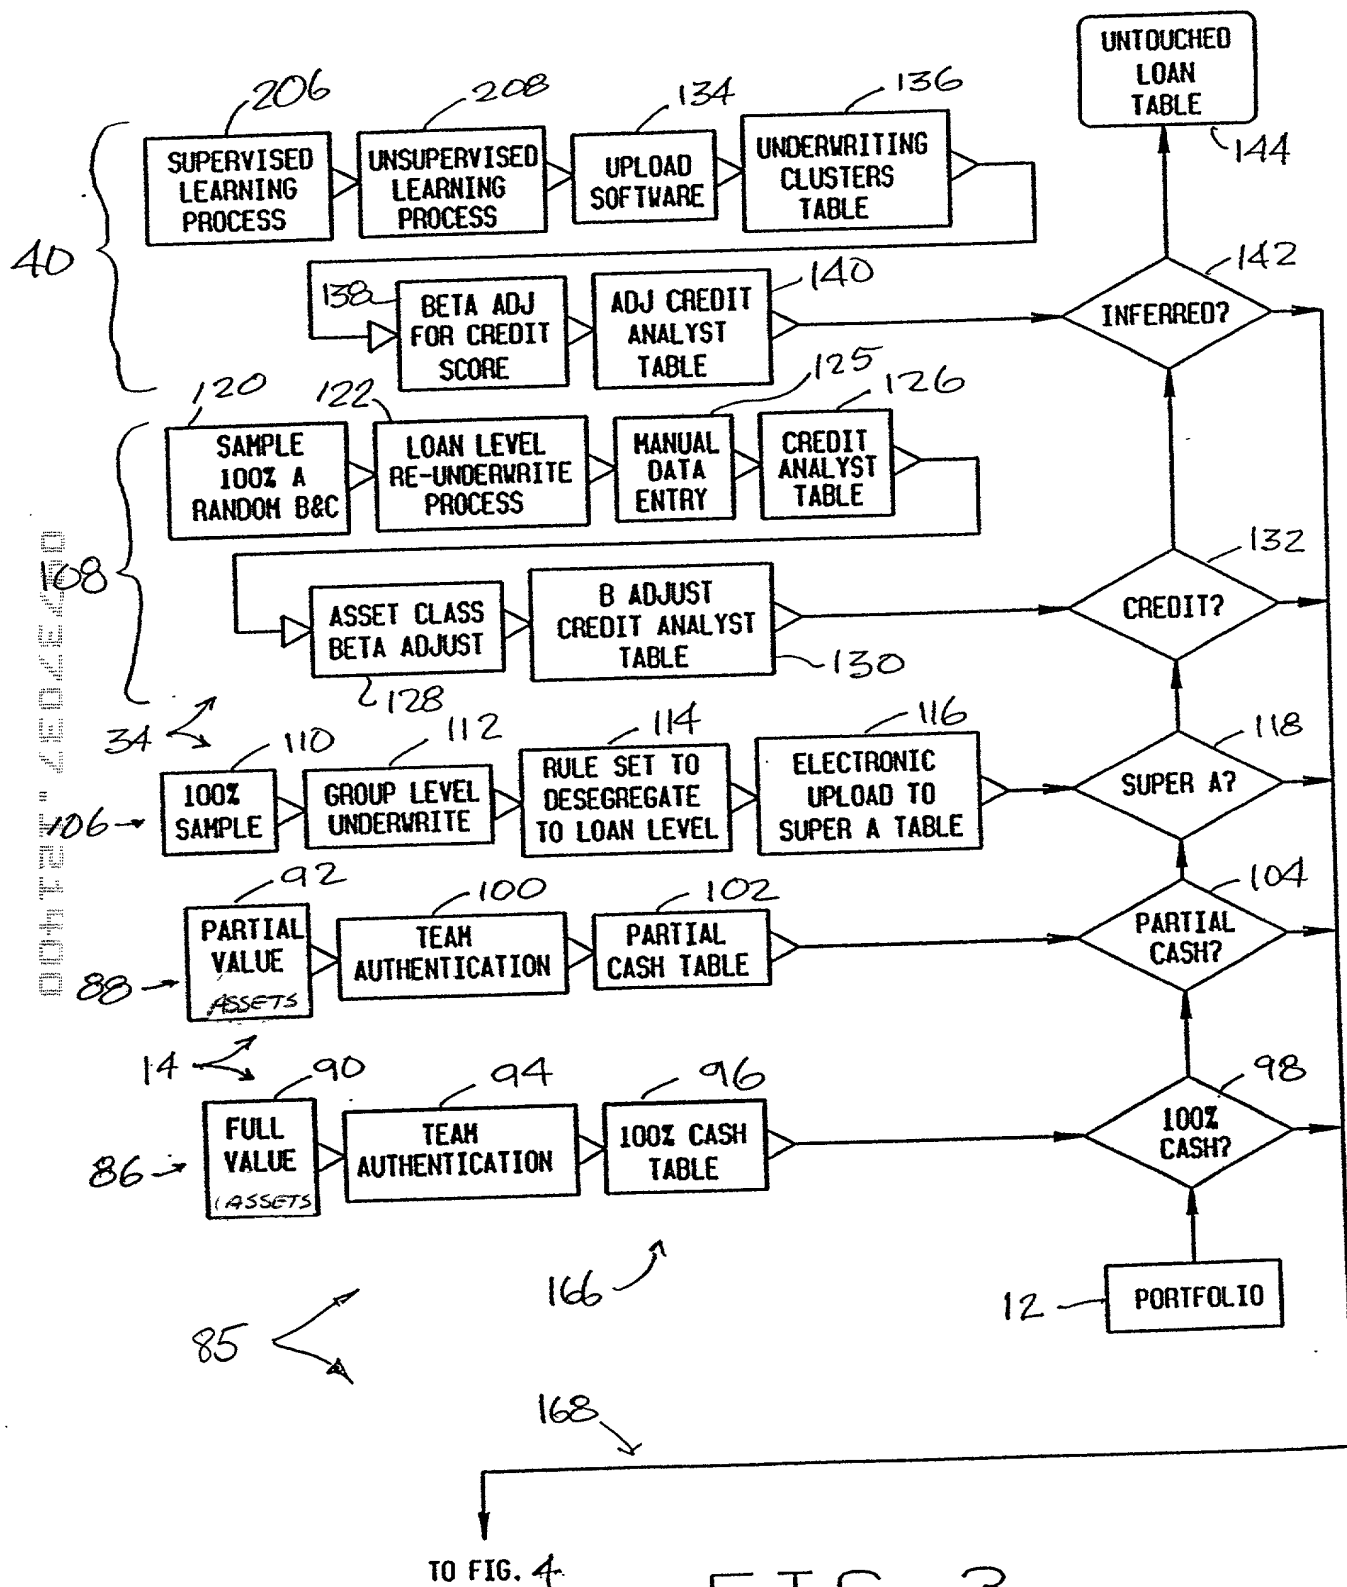 UNTOUCHED
LOAN
TABLE
144
206
208
134
136
SUPERVISED
LEARNING
PROCESS
UNSUPERVISED
LEARNING
PROCESS
UPLOAD
SOFTWARE
UNDERWRITING
CLUSTERS
TABLE
40
138
BETA ADJ
FOR CREDIT
SCORE
140
ADJ CREDIT
ANALYST
TABLE
142
INFERRED?
120
122
125
126
SAMPLE
100% A
RANDOM B&C
LOAN LEVEL
RE-UNDERWRITE
PROCESS
MANUAL
DATA
ENTRY
CREDIT
ANALYST
TABLE
108
ASSET CLASS
BETA ADJUST
128
B ADJUST
CREDIT ANALYST
TABLE
130
132
CREDIT?
34
110
112
114
116
118
106
100%
SAMPLE
GROUP LEVEL
UNDERWRITE
RULE SET TO
DESEGREGATE
TO LOAN LEVEL
ELECTRONIC
UPLOAD TO
SUPER A TABLE
SUPER A?
92
100
102
104
88
PARTIAL
VALUE
ASSETS
TEAM
AUTHENTICATION
PARTIAL
CASH TABLE
PARTIAL
CASH?
14
90
94
96
98
86
FULL
VALUE
ASSETS
TEAM
AUTHENTICATION
100% CASH
TABLE
100%
CASH?
166
12
PORTFOLIO
85
168
TO FIG. 4
FIG. 3